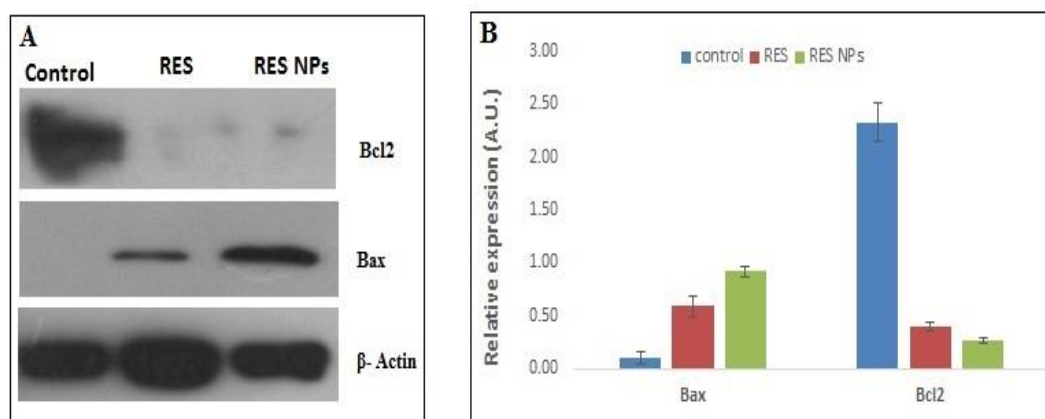 A
Control RES RES NPs
Bcl2
Bax
β- Actin
B
3.00
control RES RES NPs
2.50
2.00
1.50
1.00
0.50
0.00
Relative expression (A.U.)
Bax Bcl2